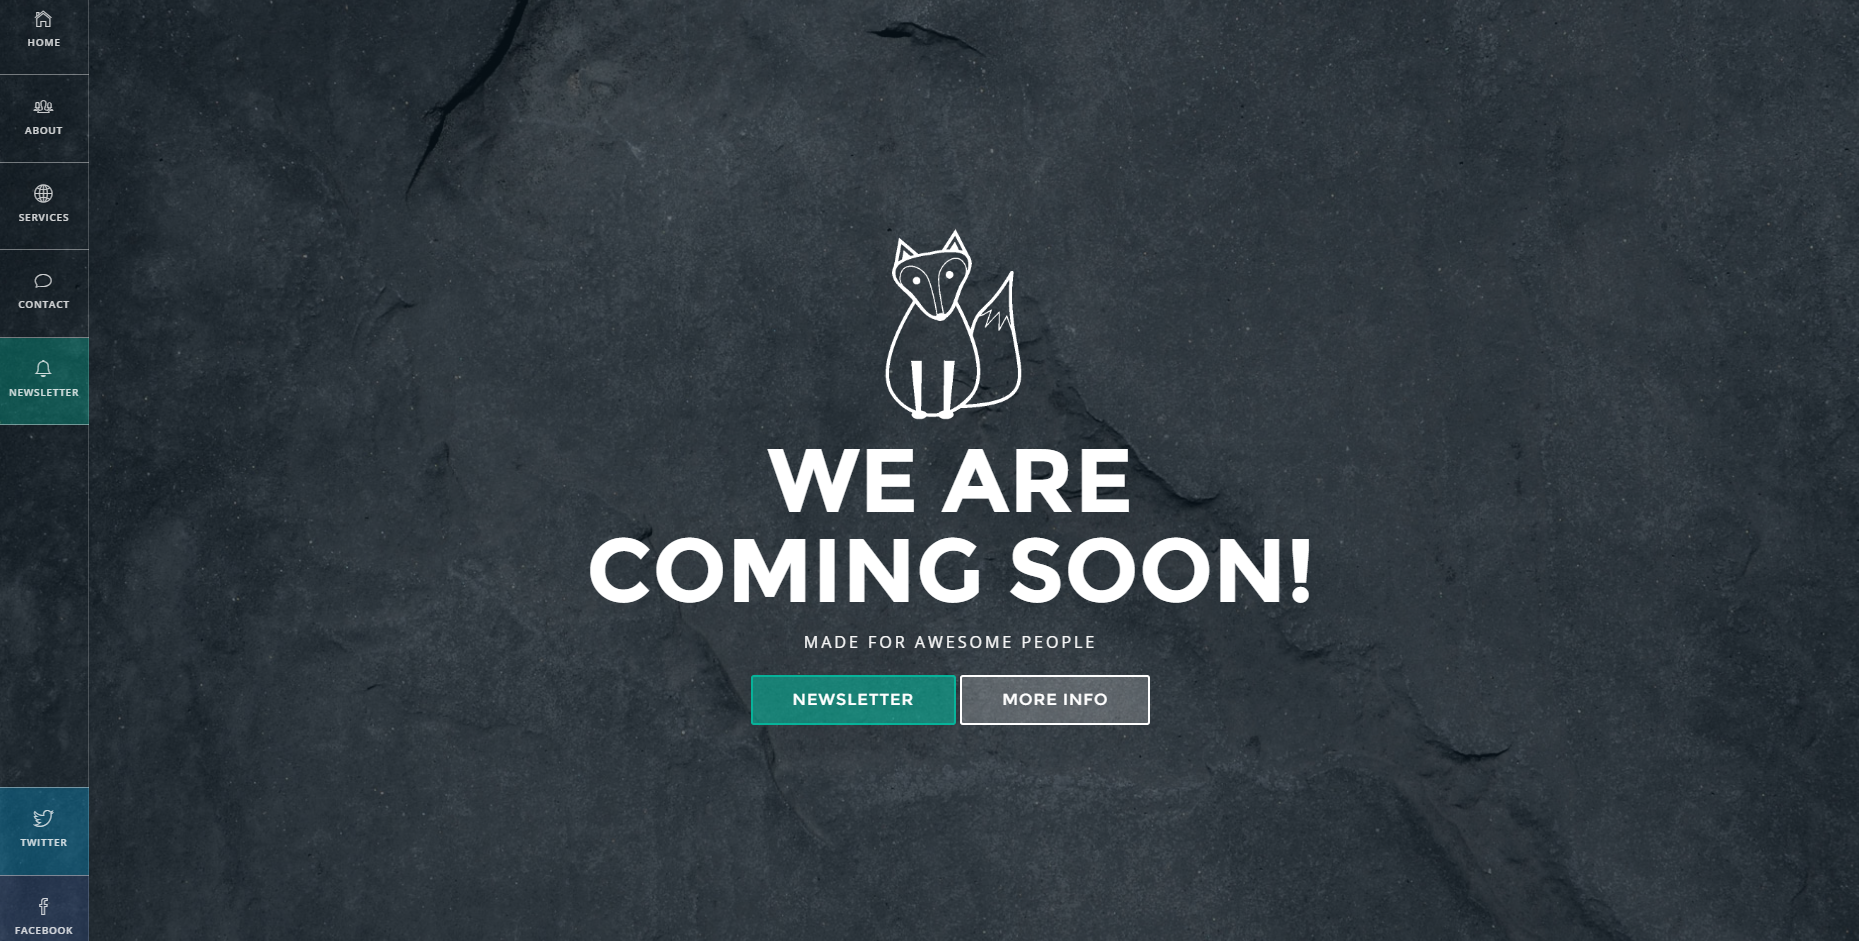 HOME
ABOUT
SERVICES
CONTACT
NEWSLETTER
TWITTER
FACEBOOK
WE ARE
COMING SOON!
MADE FOR AWESOME PEOPLE
NEWSLETTER
MORE INFO